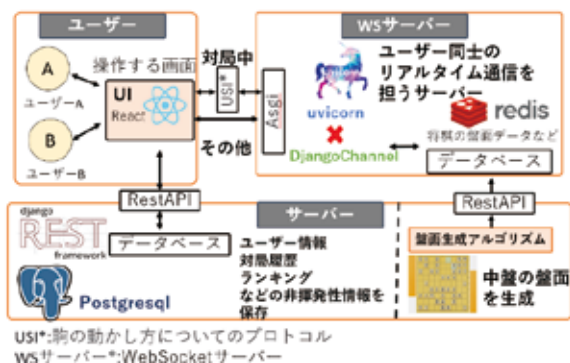 ユーザー
WSサーバー
A
ユーザーA
B
ユーザーB
操作する画面
UI
React
対局中
USI*
その他
Asgi
ユーザー同士の
リアルタイム通信を
担うサーバー
uvicorn
DjangoChannel
redis
将棋の盤面データなど
データベース
RestAPI
RestAPI
サーバー
django
REST
framework
データベース
Postgresql
ユーザー情報
対局履歴
ランキング
などの非揮発性情報を
保存
盤面生成アルゴリズム
中盤の盤面
を生成
USI*:駒の動かし方についてのプロトコル
WSサーバー*:WebSocketサーバー